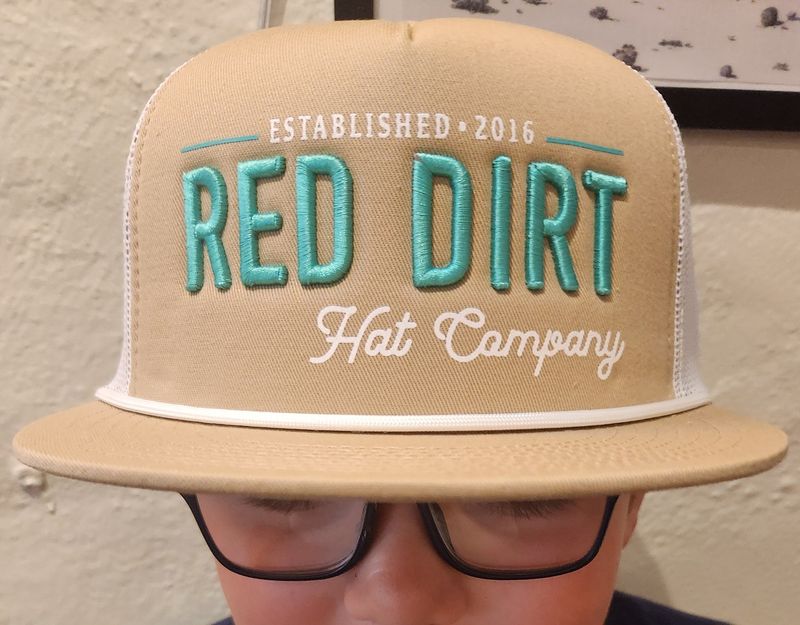 ESTABLISHED • 2016
RED DIRT
Hat Company